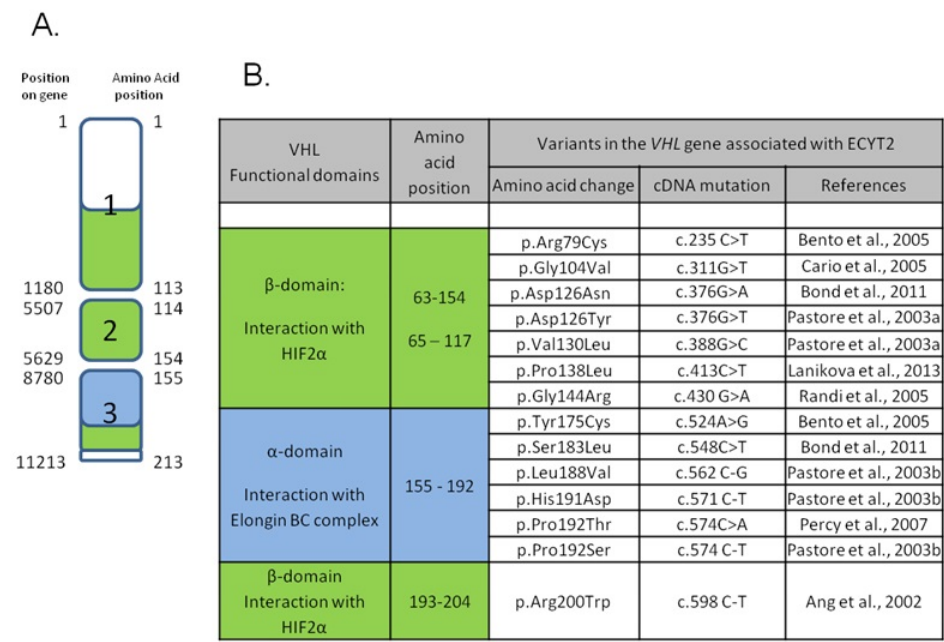 A.
Position on gene
Amino Acid position
1 1
1
1180 113
5507 114
2
5629 154
8780 155
3
11213 213
B.
VHL Functional domains
Amino acid position
Variants in the VHL gene associated with ECYT2
Amino acid change cDNA mutation References
β-domain:
Interaction with
HIF2α
63-154
65 – 117
p.Arg79Cys c.235 C>T Bento et al., 2005
p.Gly104Val c.311G>T Cario et al., 2005
p.Asp126Asn c.376G>A Bond et al., 2011
p.Asp126Tyr c.376G>T Pastore et al., 2003a
p.Val130Leu c.388G>C Pastore et al., 2003a
p.Pro138Leu c.413C>T Lanikova et al., 2013
p.Gly144Arg c.430 G>A Randi et al., 2005
α-domain
Interaction with
Elongin BC complex
155 - 192
p.Tyr175Cys c.524A>G Bento et al., 2005
p.Ser183Leu c.548C>T Bond et al., 2011
p.Leu188Val c.562 C-G Pastore et al., 2003b
p.His191Asp c.571 C-T Pastore et al., 2003b
p.Pro192Thr c.574C>A Percy et al., 2007
p.Pro192Ser c.574 C-T Pastore et al., 2003b
β-domain
Interaction with
HIF2α
193-204
p.Arg200Trp c.598 C-T Ang et al., 2002